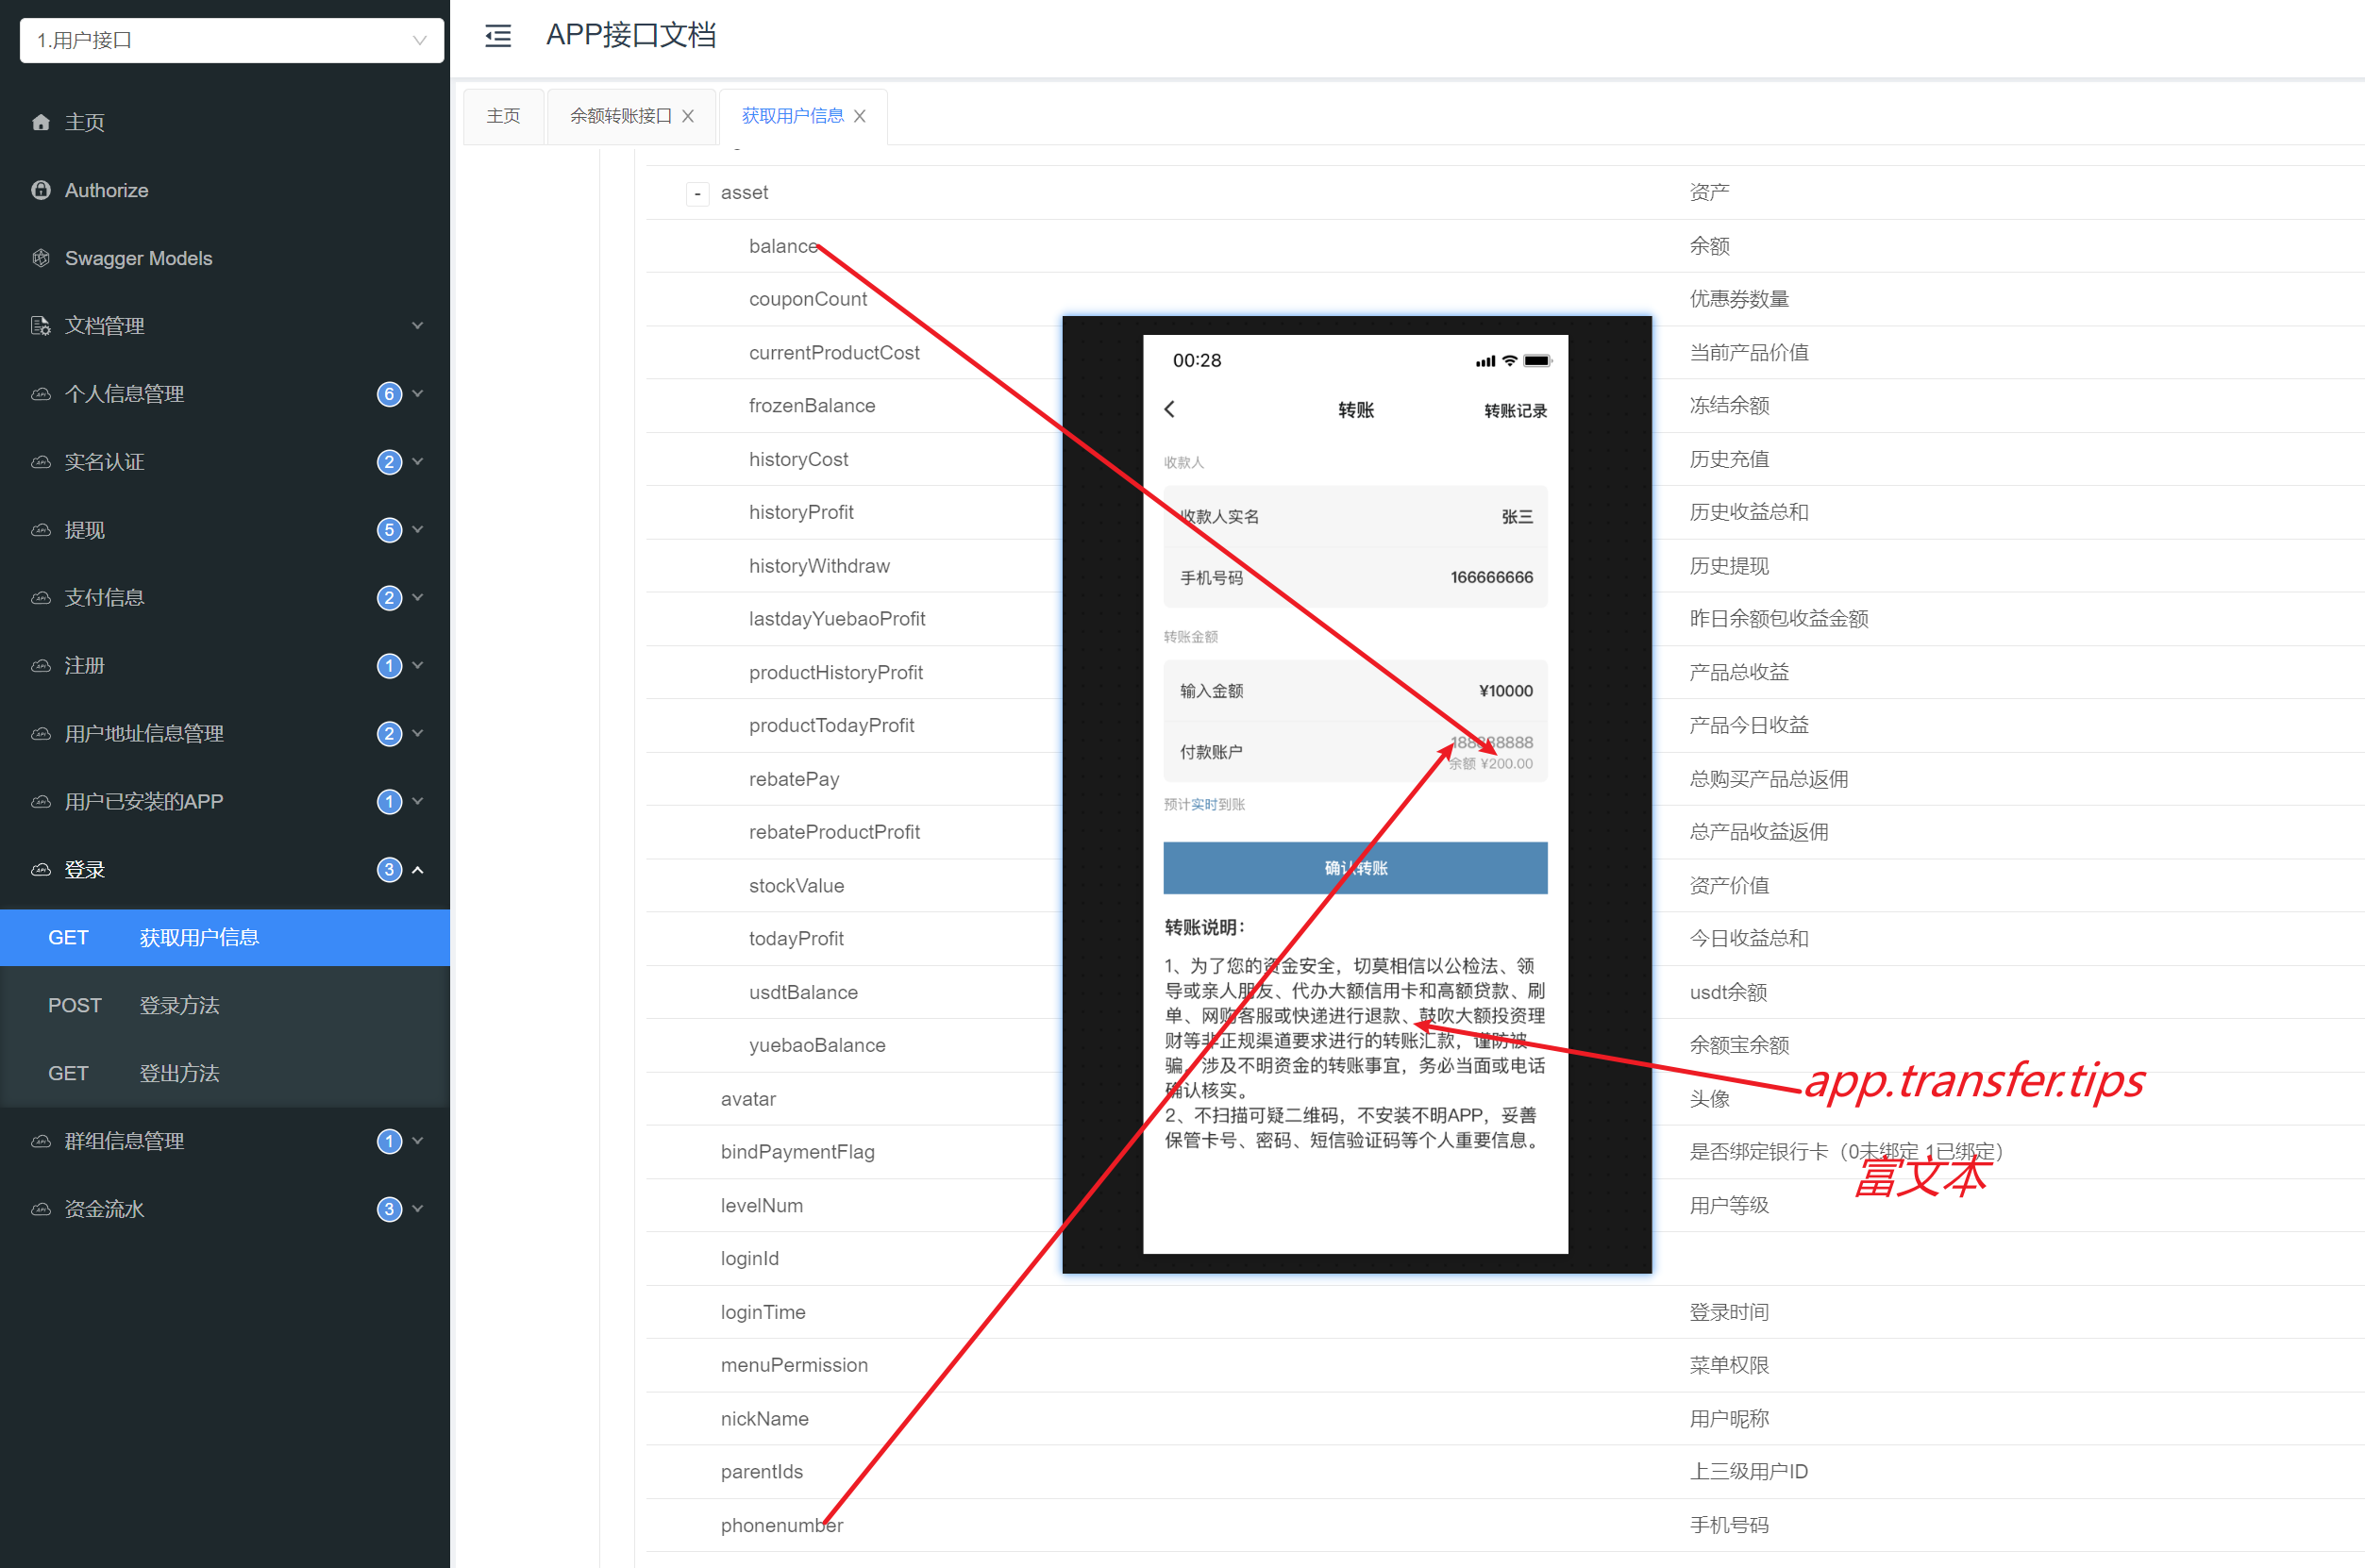 1.用户接口
主页
Authorize
Swagger Models
文档管理
个人信息管理 6
实名认证 2
提现 5
支付信息 2
注册 1
用户地址信息管理 2
用户已安装的APP 1
登录 3
GET 获取用户信息
POST 登录方法
GET 登出方法
群组信息管理 1
资金流水 3
APP接口文档
主页 余额转账接口 获取用户信息
- asset 资产
balance 余额
couponCount 优惠券数量
currentProductCost 当前产品价值
frozenBalance 冻结余额
historyCost 历史充值
historyProfit 历史收益总和
historyWithdraw 历史提现
lastdayYuebaoProfit 昨日余额包收益金额
productHistoryProfit 产品总收益
productTodayProfit 产品今日收益
rebatePay 总购买产品总返佣
rebateProductProfit 总产品收益返佣
stockValue 资产价值
todayProfit 今日收益总和
usdtBalance usdt余额
yuebaoBalance 余额宝余额
avatar 头像
bindPaymentFlag 是否绑定银行卡（0未绑定 1已绑定）
levelNum 用户等级
loginId
loginTime 登录时间
menuPermission 菜单权限
nickName 用户昵称
parentIds 上三级用户ID
phonenumber 手机号码
00:28
转账 转账记录
收款人
收款人实名 张三
手机号码 166666666
转账金额
输入金额 ¥10000
付款账户 188888888
余额 ¥200.00
预计实时到账
确认转账
转账说明：
1、为了您的资金安全，切莫相信以公检法、领
导或亲人朋友、代办大额信用卡和高额贷款、刷
单、网购客服或快递进行退款、鼓吹大额投资理
财等非正规渠道要求进行的转账汇款，谨防被
骗。涉及不明资金的转账事宜，务必当面或电话
确认核实。
2、不扫描可疑二维码，不安装不明APP，妥善
保管卡号、密码、短信验证码等个人重要信息。
app.transfer.tips
富文本